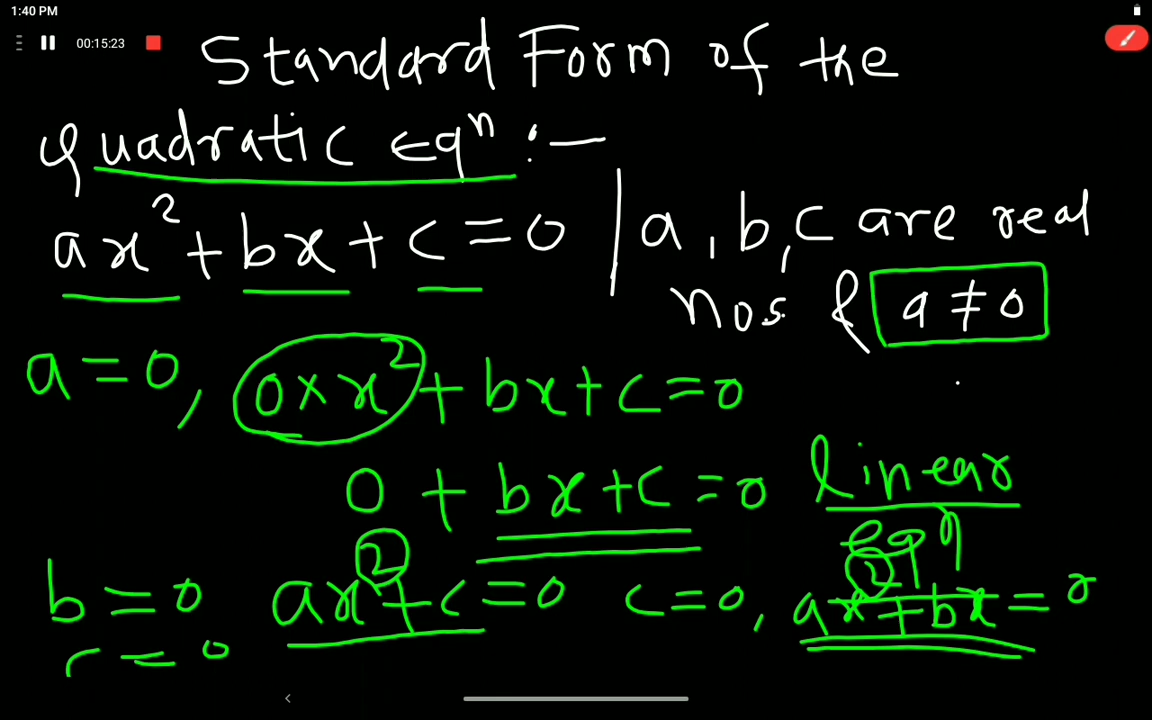 1:40 PM
00:15:23
Standard Form of the
quadratic eqⁿ :—
ax² + bx + c = 0 | a, b, c are real
nos & a ≠ 0
a = 0, 0 × x² + bx + c = 0
0 + bx + c = 0 linear
eqⁿ
b = 0 ax² + c = 0 c = 0, ax² + bx = 0
c = 0